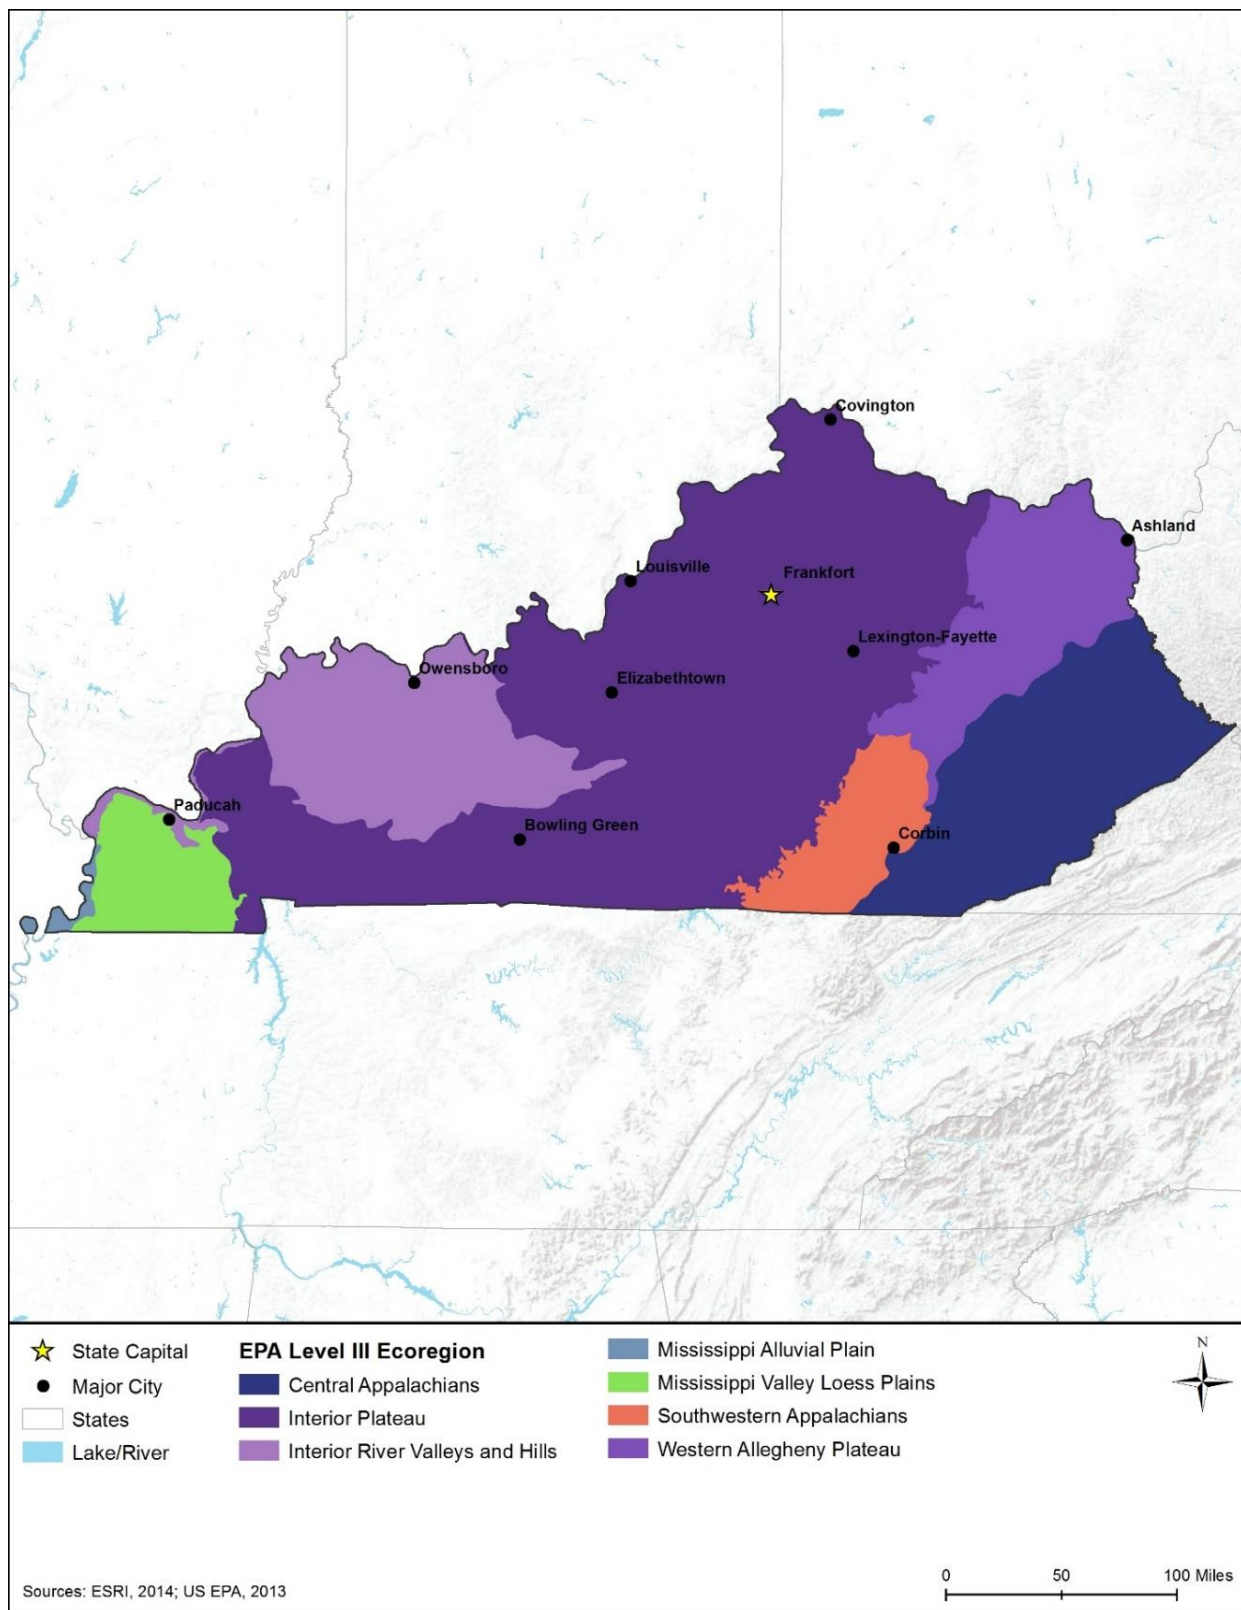 Covington
Ashland
Louisville
Frankfort
Lexington-Fayette
Owensboro
Elizabethtown
Paducah
Bowling Green
Corbin
State Capital
Major City
States
Lake/River
EPA Level III Ecoregion
Central Appalachians
Interior Plateau
Interior River Valleys and Hills
Mississippi Alluvial Plain
Mississippi Valley Loess Plains
Southwestern Appalachians
Western Allegheny Plateau
N
Sources: ESRI, 2014; US EPA, 2013
0 50 100 Miles